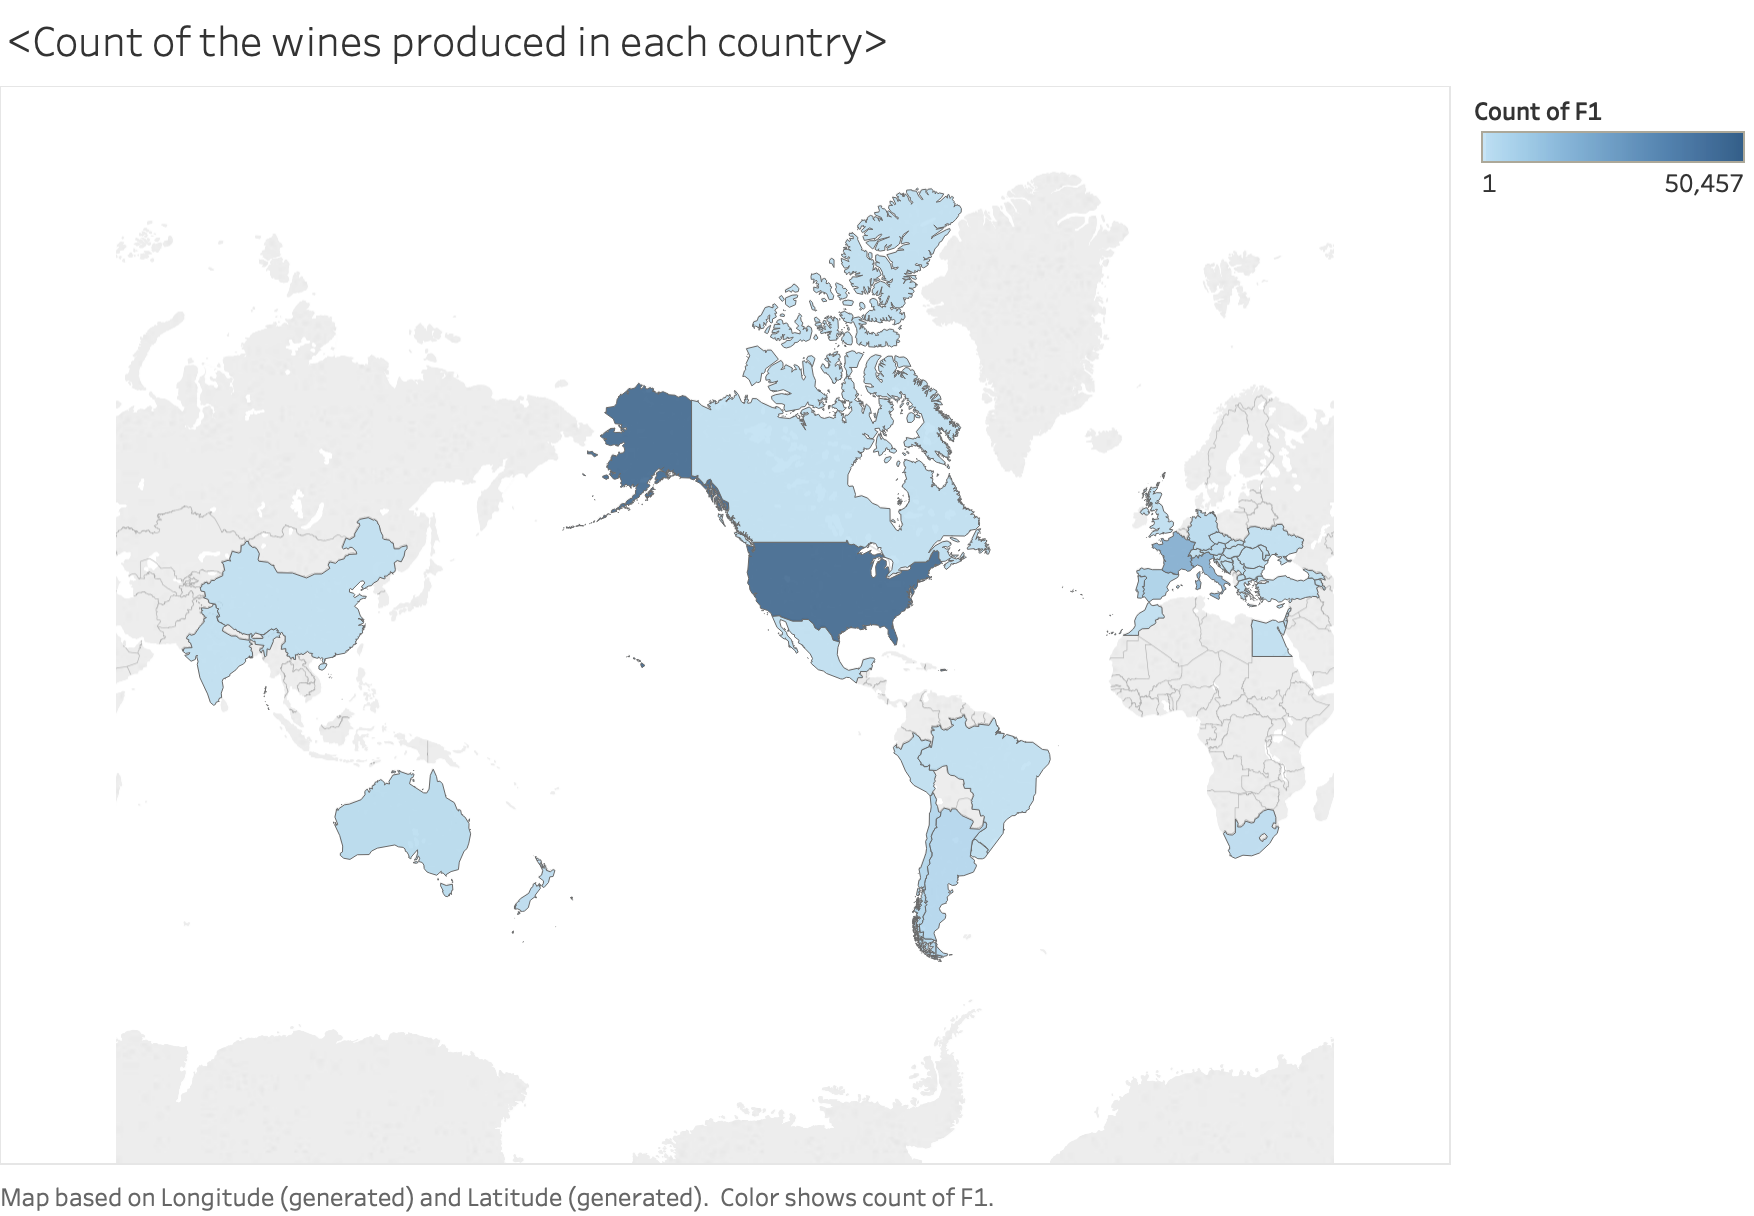 <Count of the wines produced in each country>
Count of F1
1 50,457
Map based on Longitude (generated) and Latitude (generated).  Color shows count of F1.